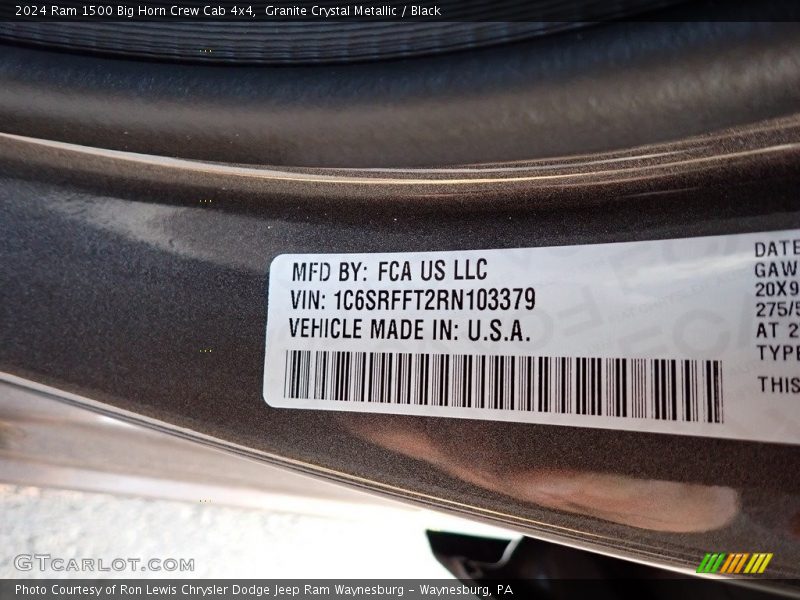 2024 Ram 1500 Big Horn Crew Cab 4x4, Granite Crystal Metallic / Black
MFD BY: FCA US LLC
VIN: 1C6SRFFT2RN103379
VEHICLE MADE IN: U.S.A.
DATE
GAW
20X9
275/5
AT 2
TYPE
THIS
GTCARLOT.COM
Photo Courtesy of Ron Lewis Chrysler Dodge Jeep Ram Waynesburg – Waynesburg, PA